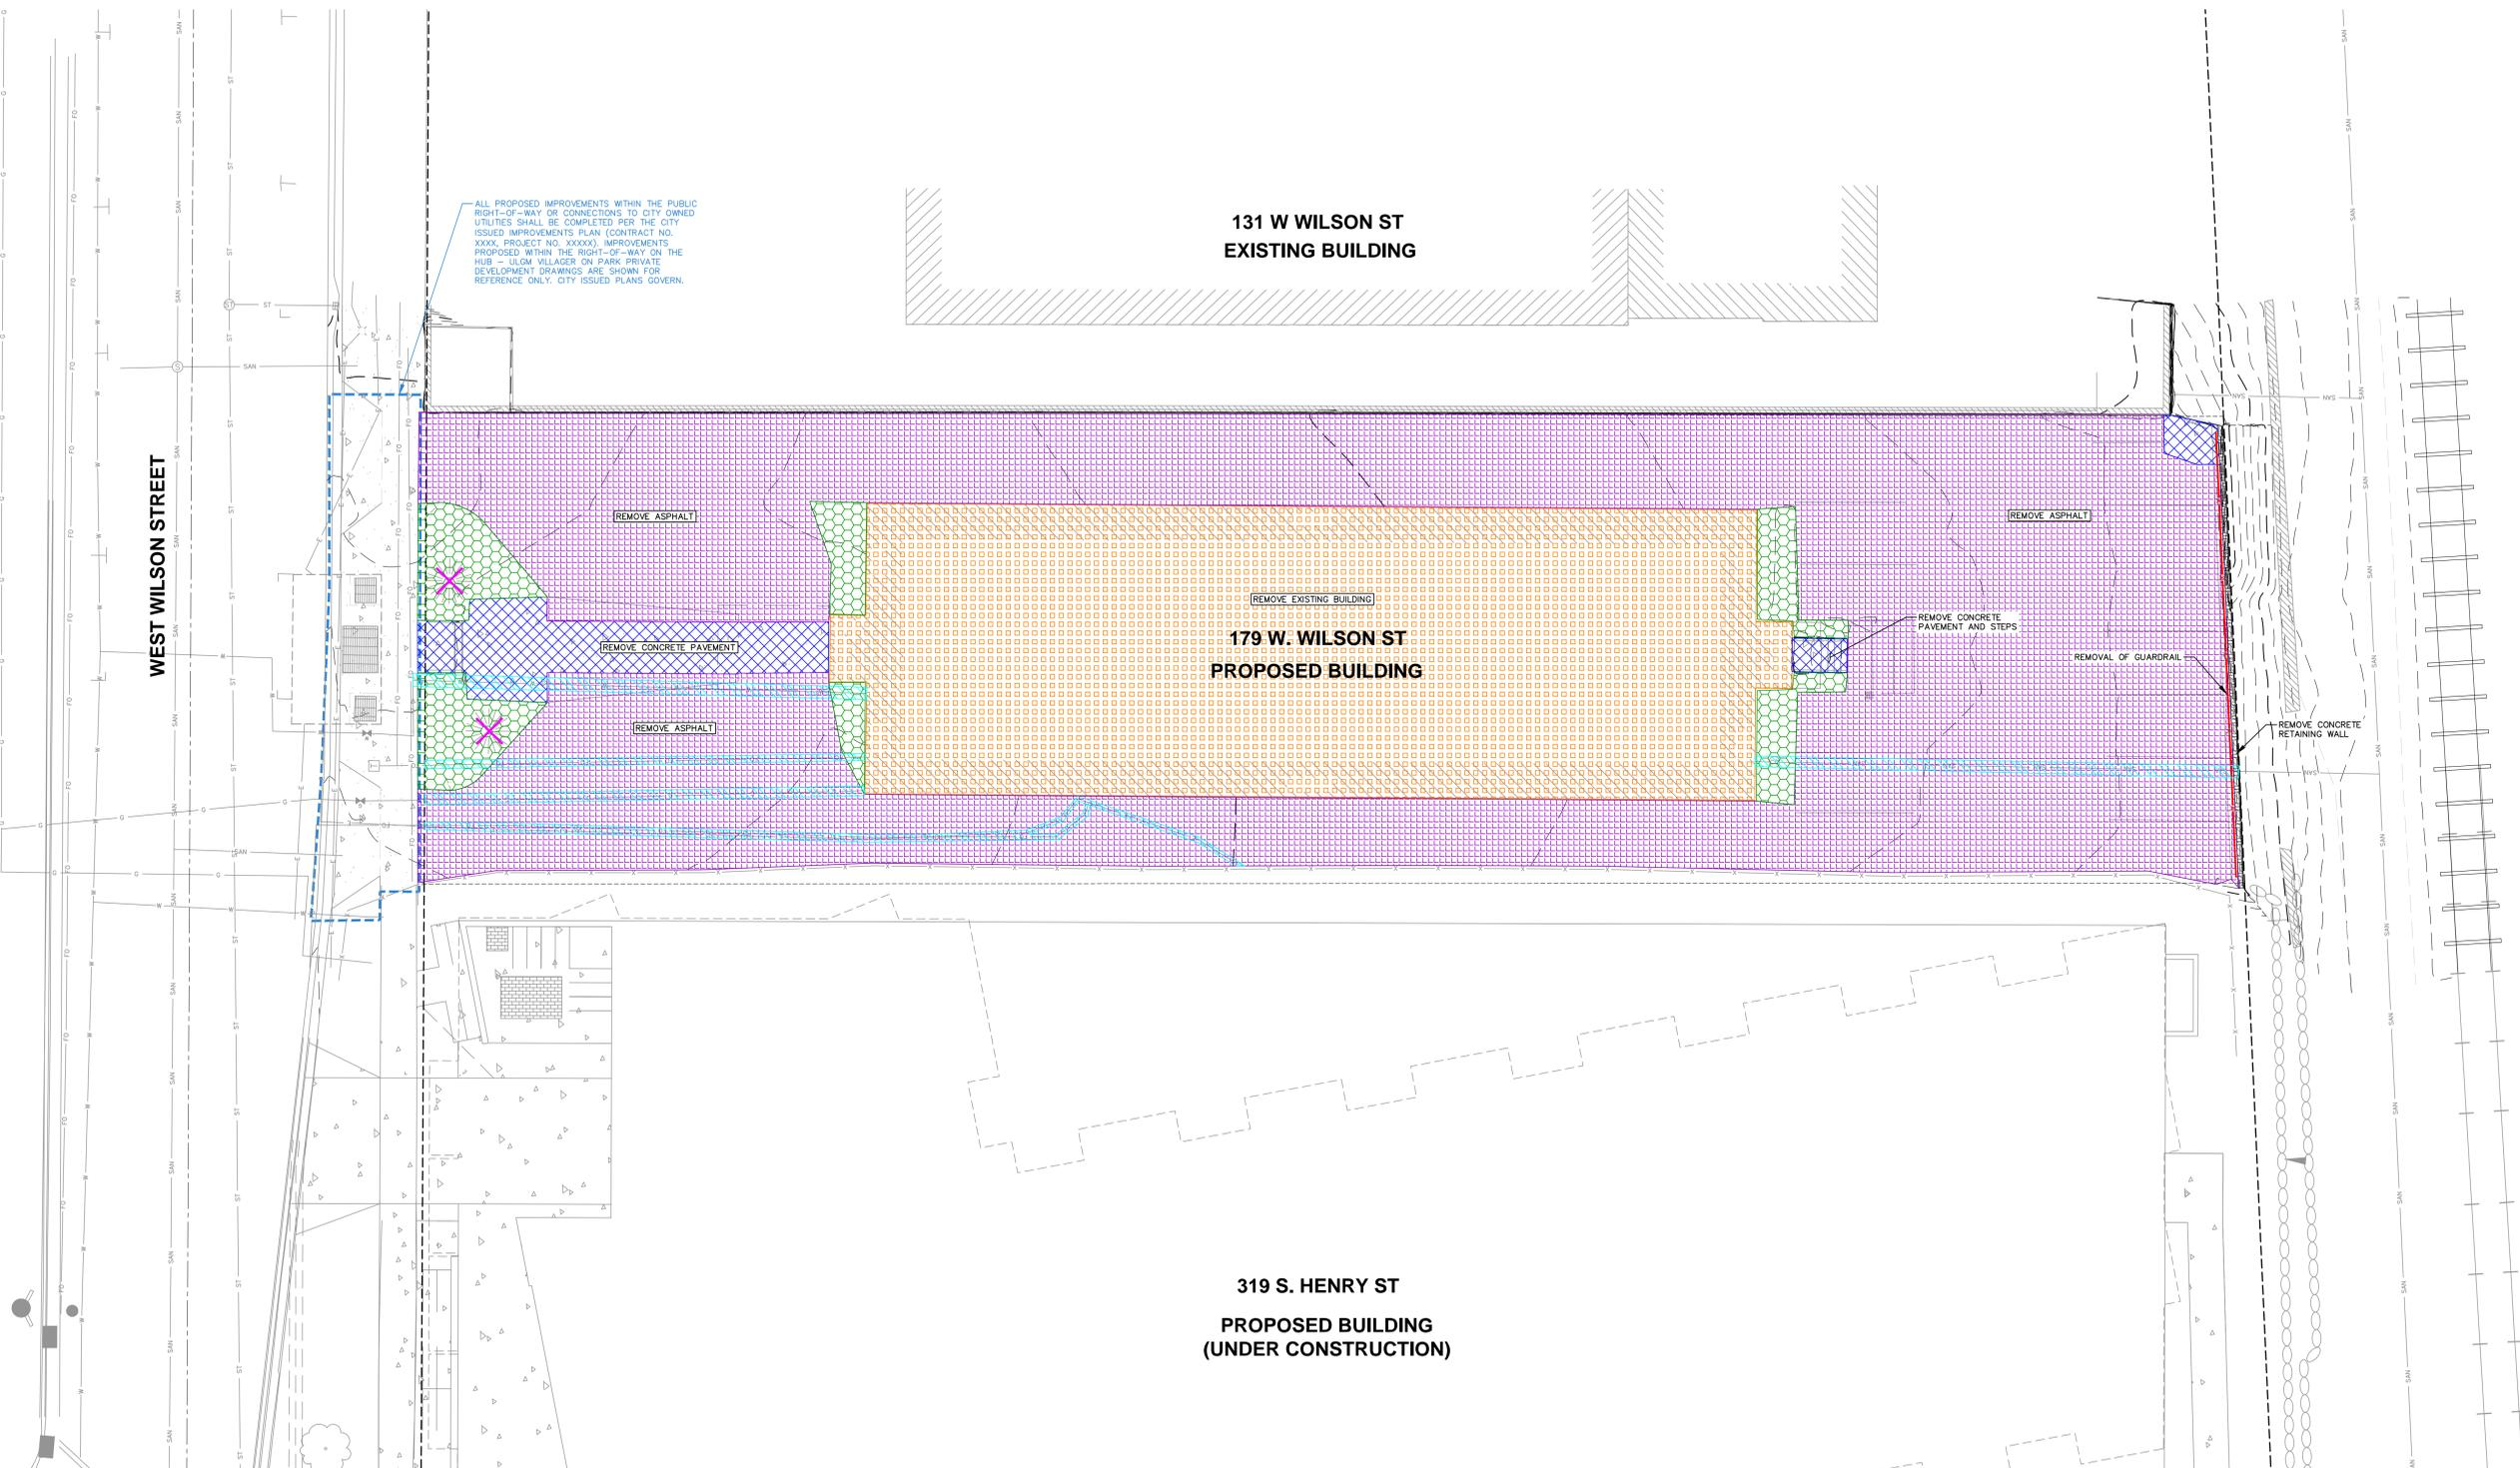 ALL PROPOSED IMPROVEMENTS WITHIN THE PUBLIC
RIGHT-OF-WAY OR CONNECTIONS TO CITY OWNED
UTILITIES SHALL BE COMPLETED PER THE CITY
ISSUED IMPROVEMENTS PLAN (CONTRACT NO.
XXXX, PROJECT NO. XXXXX). IMPROVEMENTS
PROPOSED WITHIN THE RIGHT-OF-WAY ON THE
HUB – ULGM VILLAGER ON PARK PRIVATE
DEVELOPMENT DRAWINGS ARE SHOWN FOR
REFERENCE ONLY. CITY ISSUED PLANS GOVERN.
131 W WILSON ST
EXISTING BUILDING
WEST WILSON STREET
REMOVE ASPHALT
REMOVE ASPHALT
REMOVE EXISTING BUILDING
179 W. WILSON ST
PROPOSED BUILDING
REMOVE CONCRETE PAVEMENT
REMOVE CONCRETE
PAVEMENT AND STEPS
REMOVAL OF GUARDRAIL
REMOVE ASPHALT
REMOVE CONCRETE
RETAINING WALL
319 S. HENRY ST
PROPOSED BUILDING
(UNDER CONSTRUCTION)